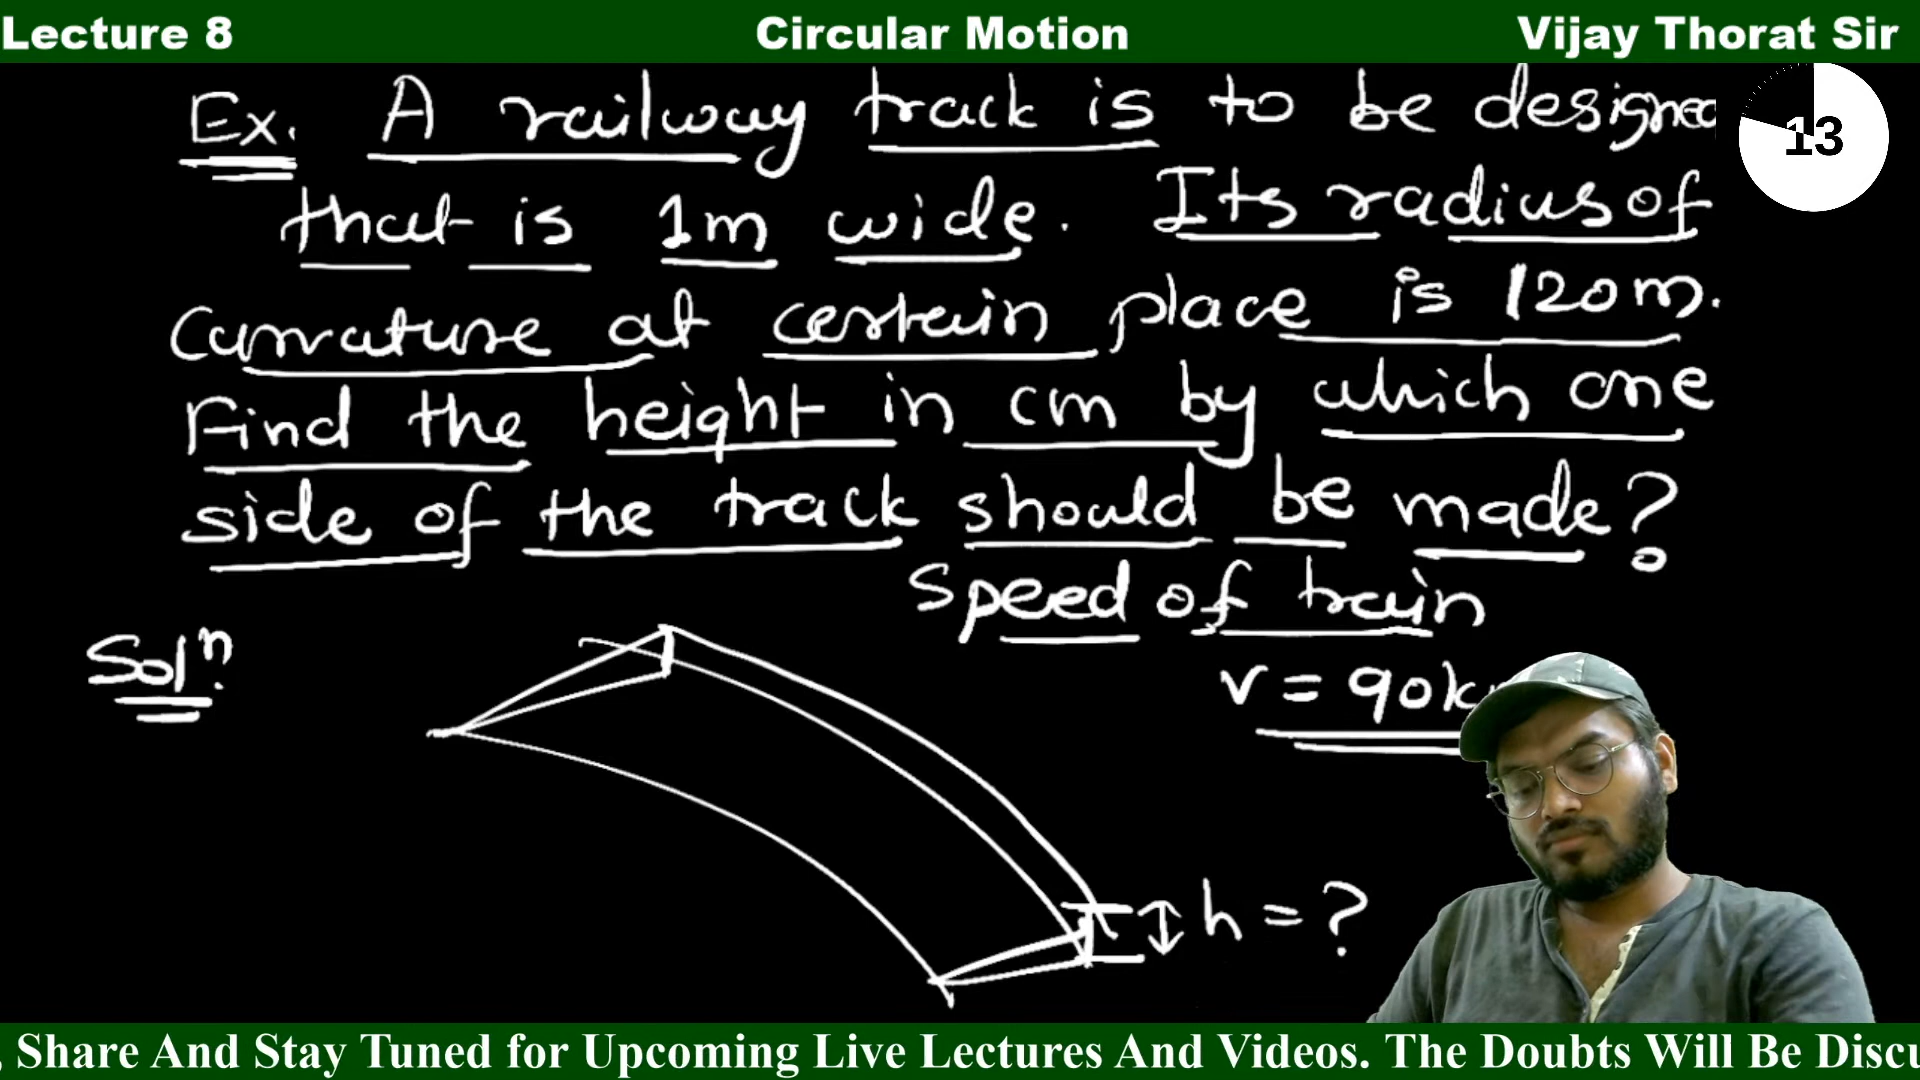 Lecture 8 Circular Motion Vijay Thorat Sir
13
Ex. A railway track is to be designed
that is 1m wide. Its radius of
Curvature at certain place is 120m.
Find the height in cm by which one
side of the track should be made?
Speed of train
v = 90k
Solⁿ
h = ?
, Share And Stay Tuned for Upcoming Live Lectures And Videos. The Doubts Will Be Discu